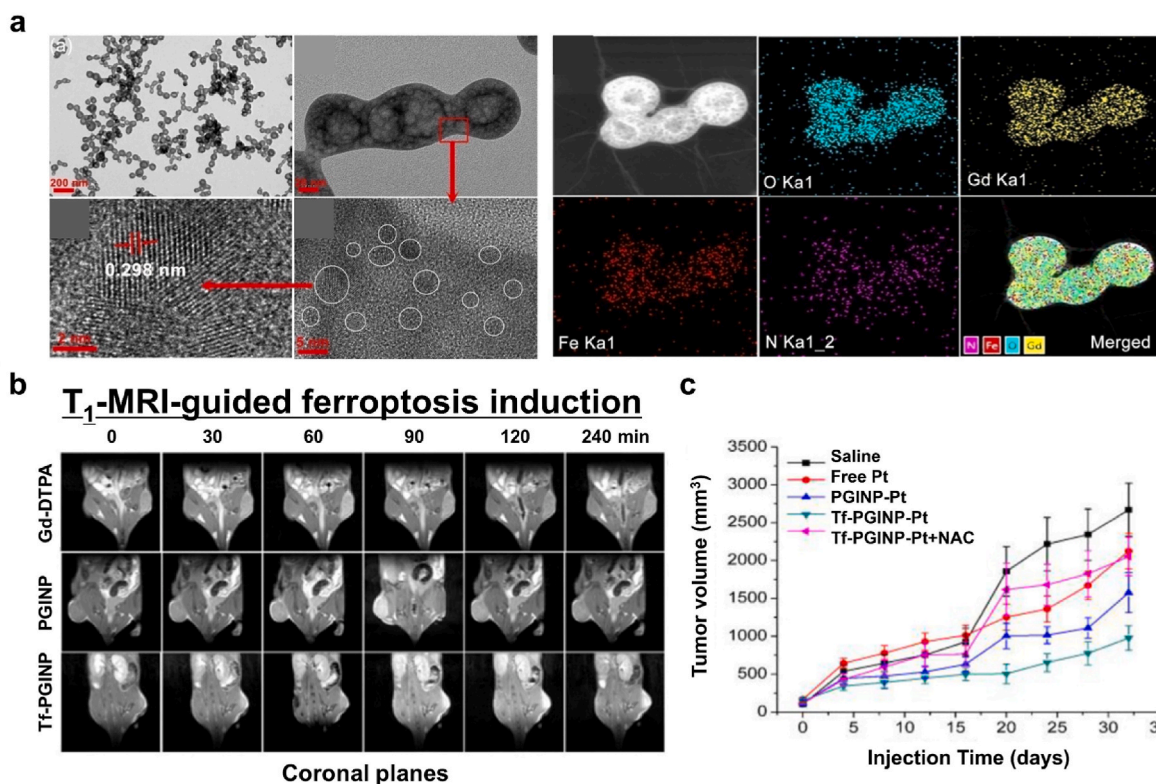 a
(a)
200 nm
0.298 nm
2 nm
5 nm
O Ka1
Gd Ka1
Fe Ka1
N Ka1_2
N Fe O Gd
Merged
b
T1-MRI-guided ferroptosis induction
0 30 60 90 120 240 min
Gd-DTPA
PGINP
Tf-PGINP
Coronal planes
c
Tumor volume (mm³)
3500
3000
2500
2000
1500
1000
500
0
Saline
Free Pt
PGINP-Pt
Tf-PGINP-Pt
Tf-PGINP-Pt+NAC
0 5 10 15 20 25 30
Injection Time (days)